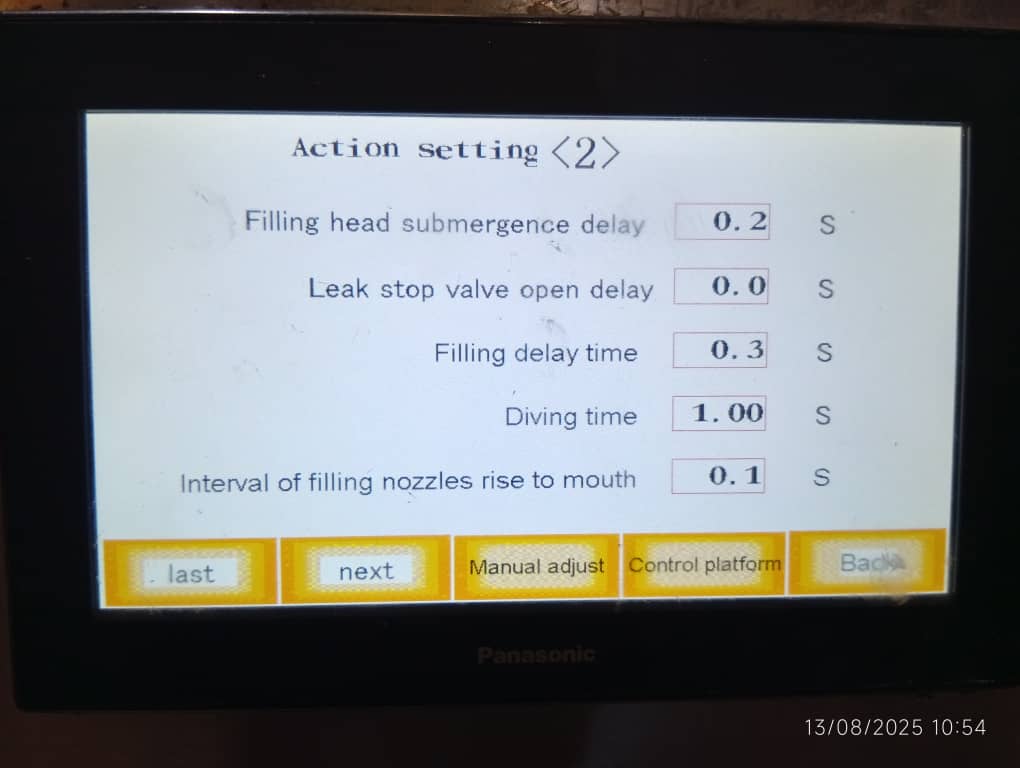 Action setting <2>
Filling head submergence delay 0.2 S
Leak stop valve open delay 0.0 S
Filling delay time 0.3 S
Diving time 1.00 S
Interval of filling nozzles rise to mouth 0.1 S
last next Manual adjust Control platform Back
Panasonic
13/08/2025 10:54